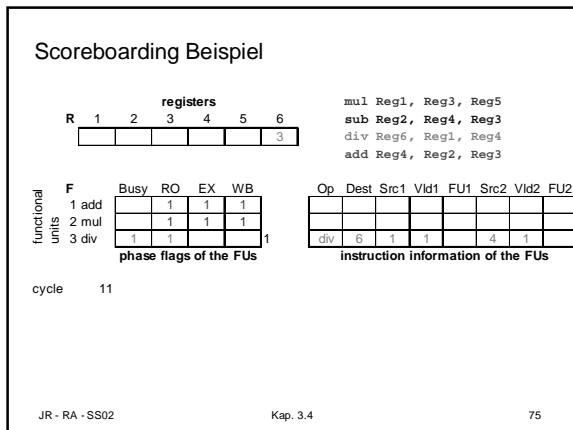 Scoreboarding Beispiel
registers
R 1 2 3 4 5 6
3
mul Reg1, Reg3, Reg5
sub Reg2, Reg4, Reg3
div Reg6, Reg1, Reg4
add Reg4, Reg2, Reg3
functional units
F Busy RO EX WB
1 add 1 1 1
2 mul 1 1 1
3 div 1 1 1
phase flags of the FUs
Op Dest Src1 Vld1 FU1 Src2 Vld2 FU2
div 6 1 1 4 1
instruction information of the FUs
cycle 11
JR - RA - SS02 Kap. 3.4 75